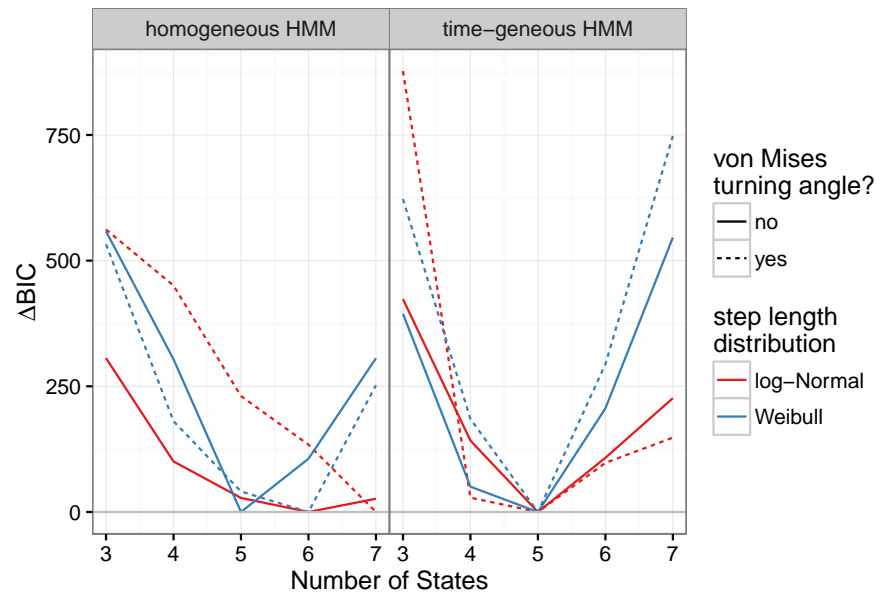 homogeneous HMM
time−geneous HMM
ΔBIC
750
500
250
0
3 4 5 6 7
3 4 5 6 7
Number of States
von Mises
turning angle?
no
yes
step length
distribution
log−Normal
Weibull